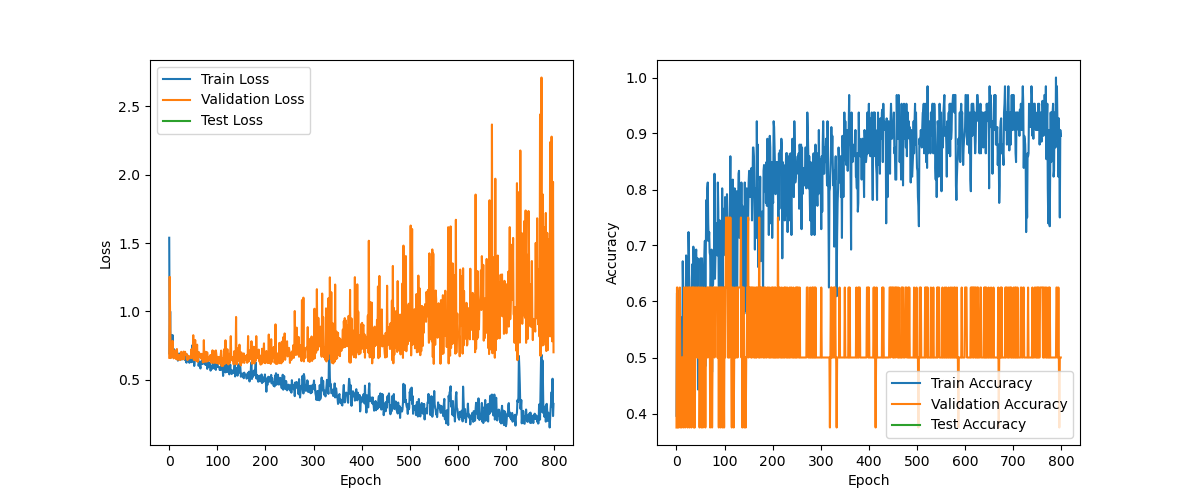 Train Loss
Validation Loss
Test Loss
2.5
2.0
1.5
1.0
0.5
Loss
0 100 200 300 400 500 600 700 800
Epoch
1.0
0.9
0.8
0.7
0.6
0.5
0.4
Accuracy
Train Accuracy
Validation Accuracy
Test Accuracy
0 100 200 300 400 500 600 700 800
Epoch